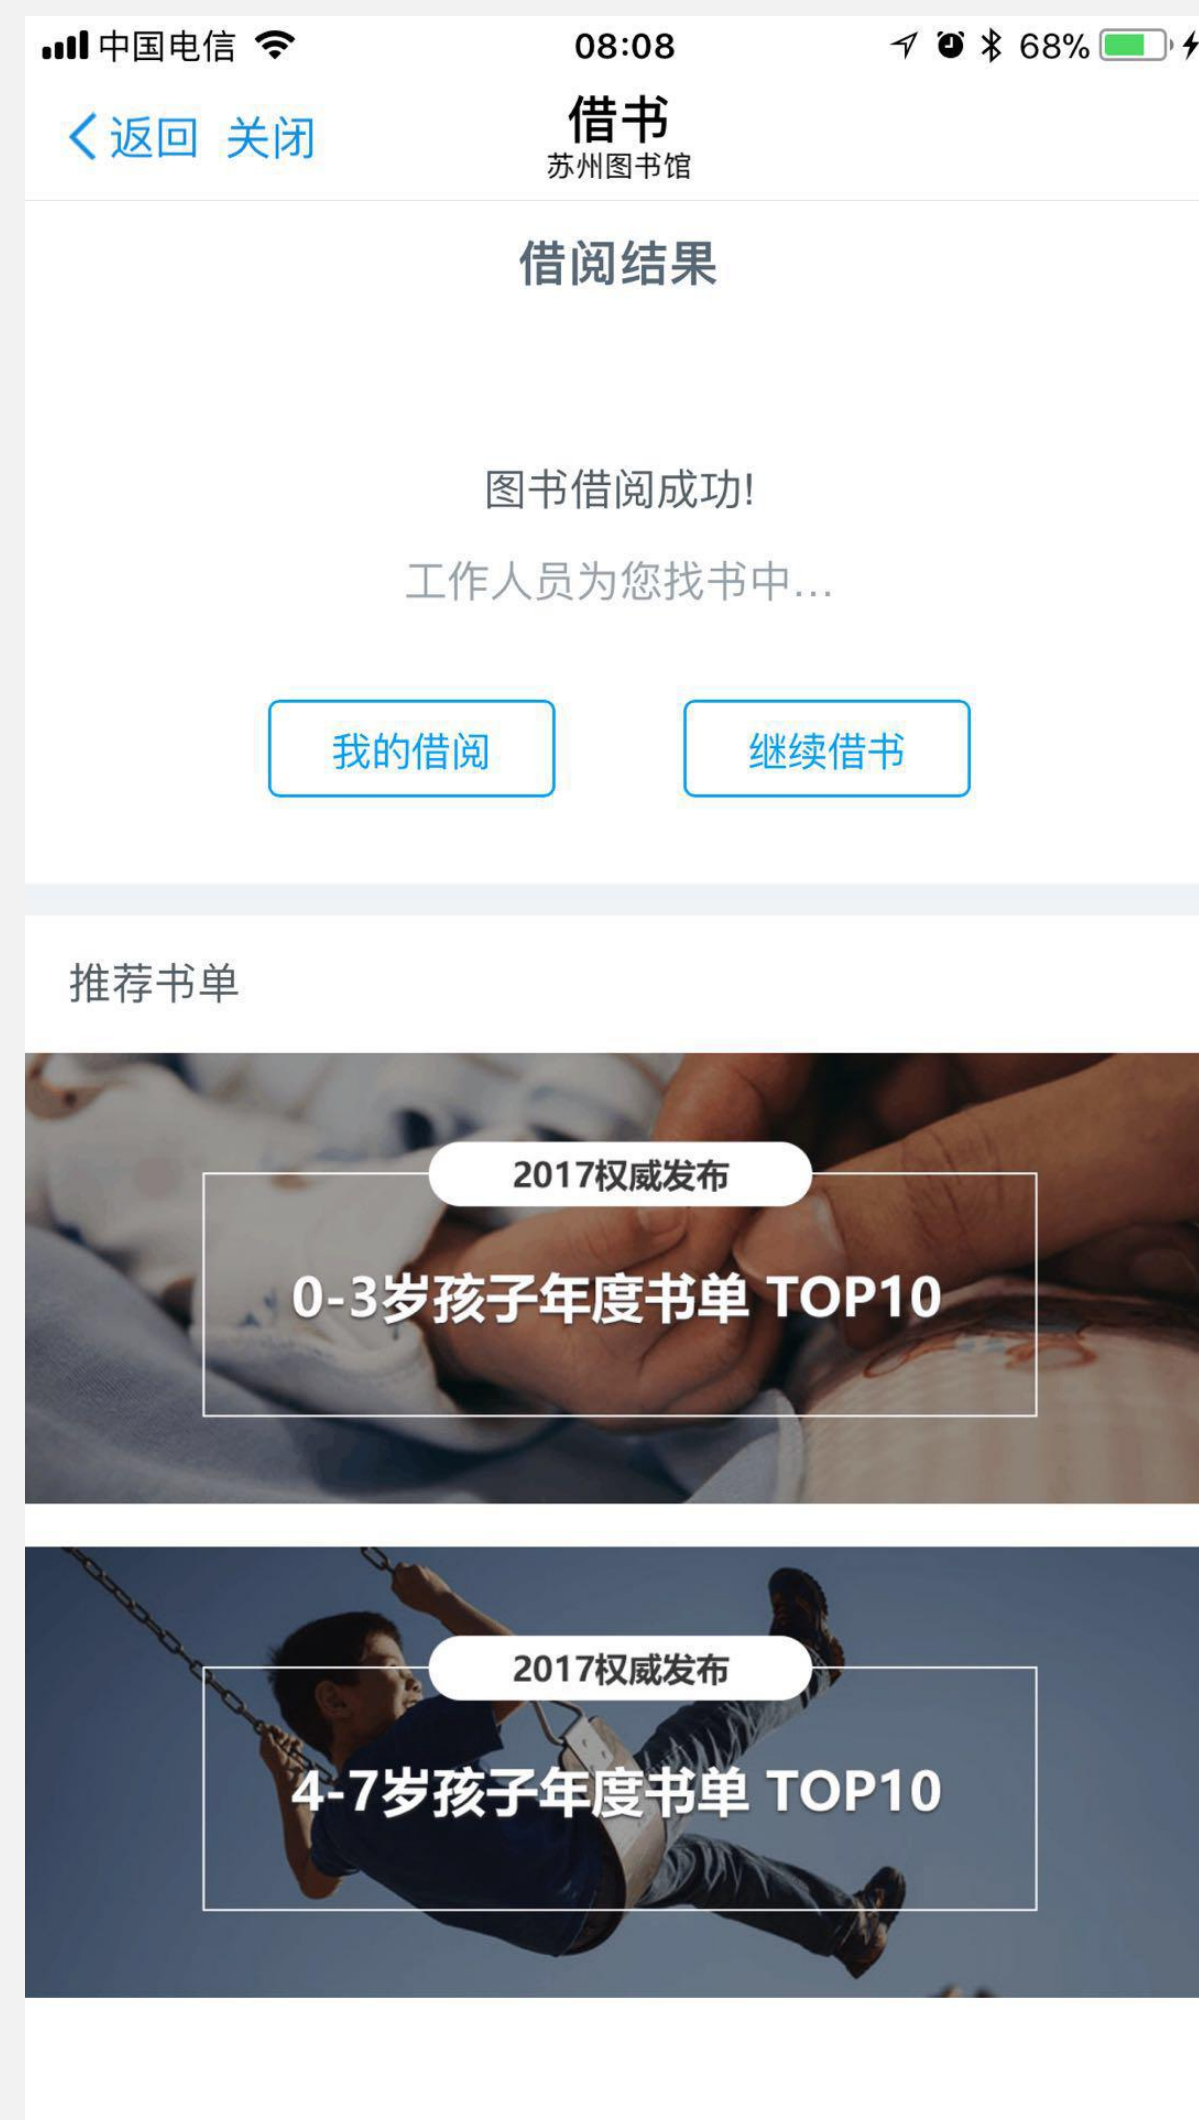 中国电信
08:08
68%
返回 关闭
借书
苏州图书馆
借阅结果
图书借阅成功!
工作人员为您找书中...
我的借阅
继续借书
推荐书单
2017权威发布
0-3岁孩子年度书单 TOP10
2017权威发布
4-7岁孩子年度书单 TOP10